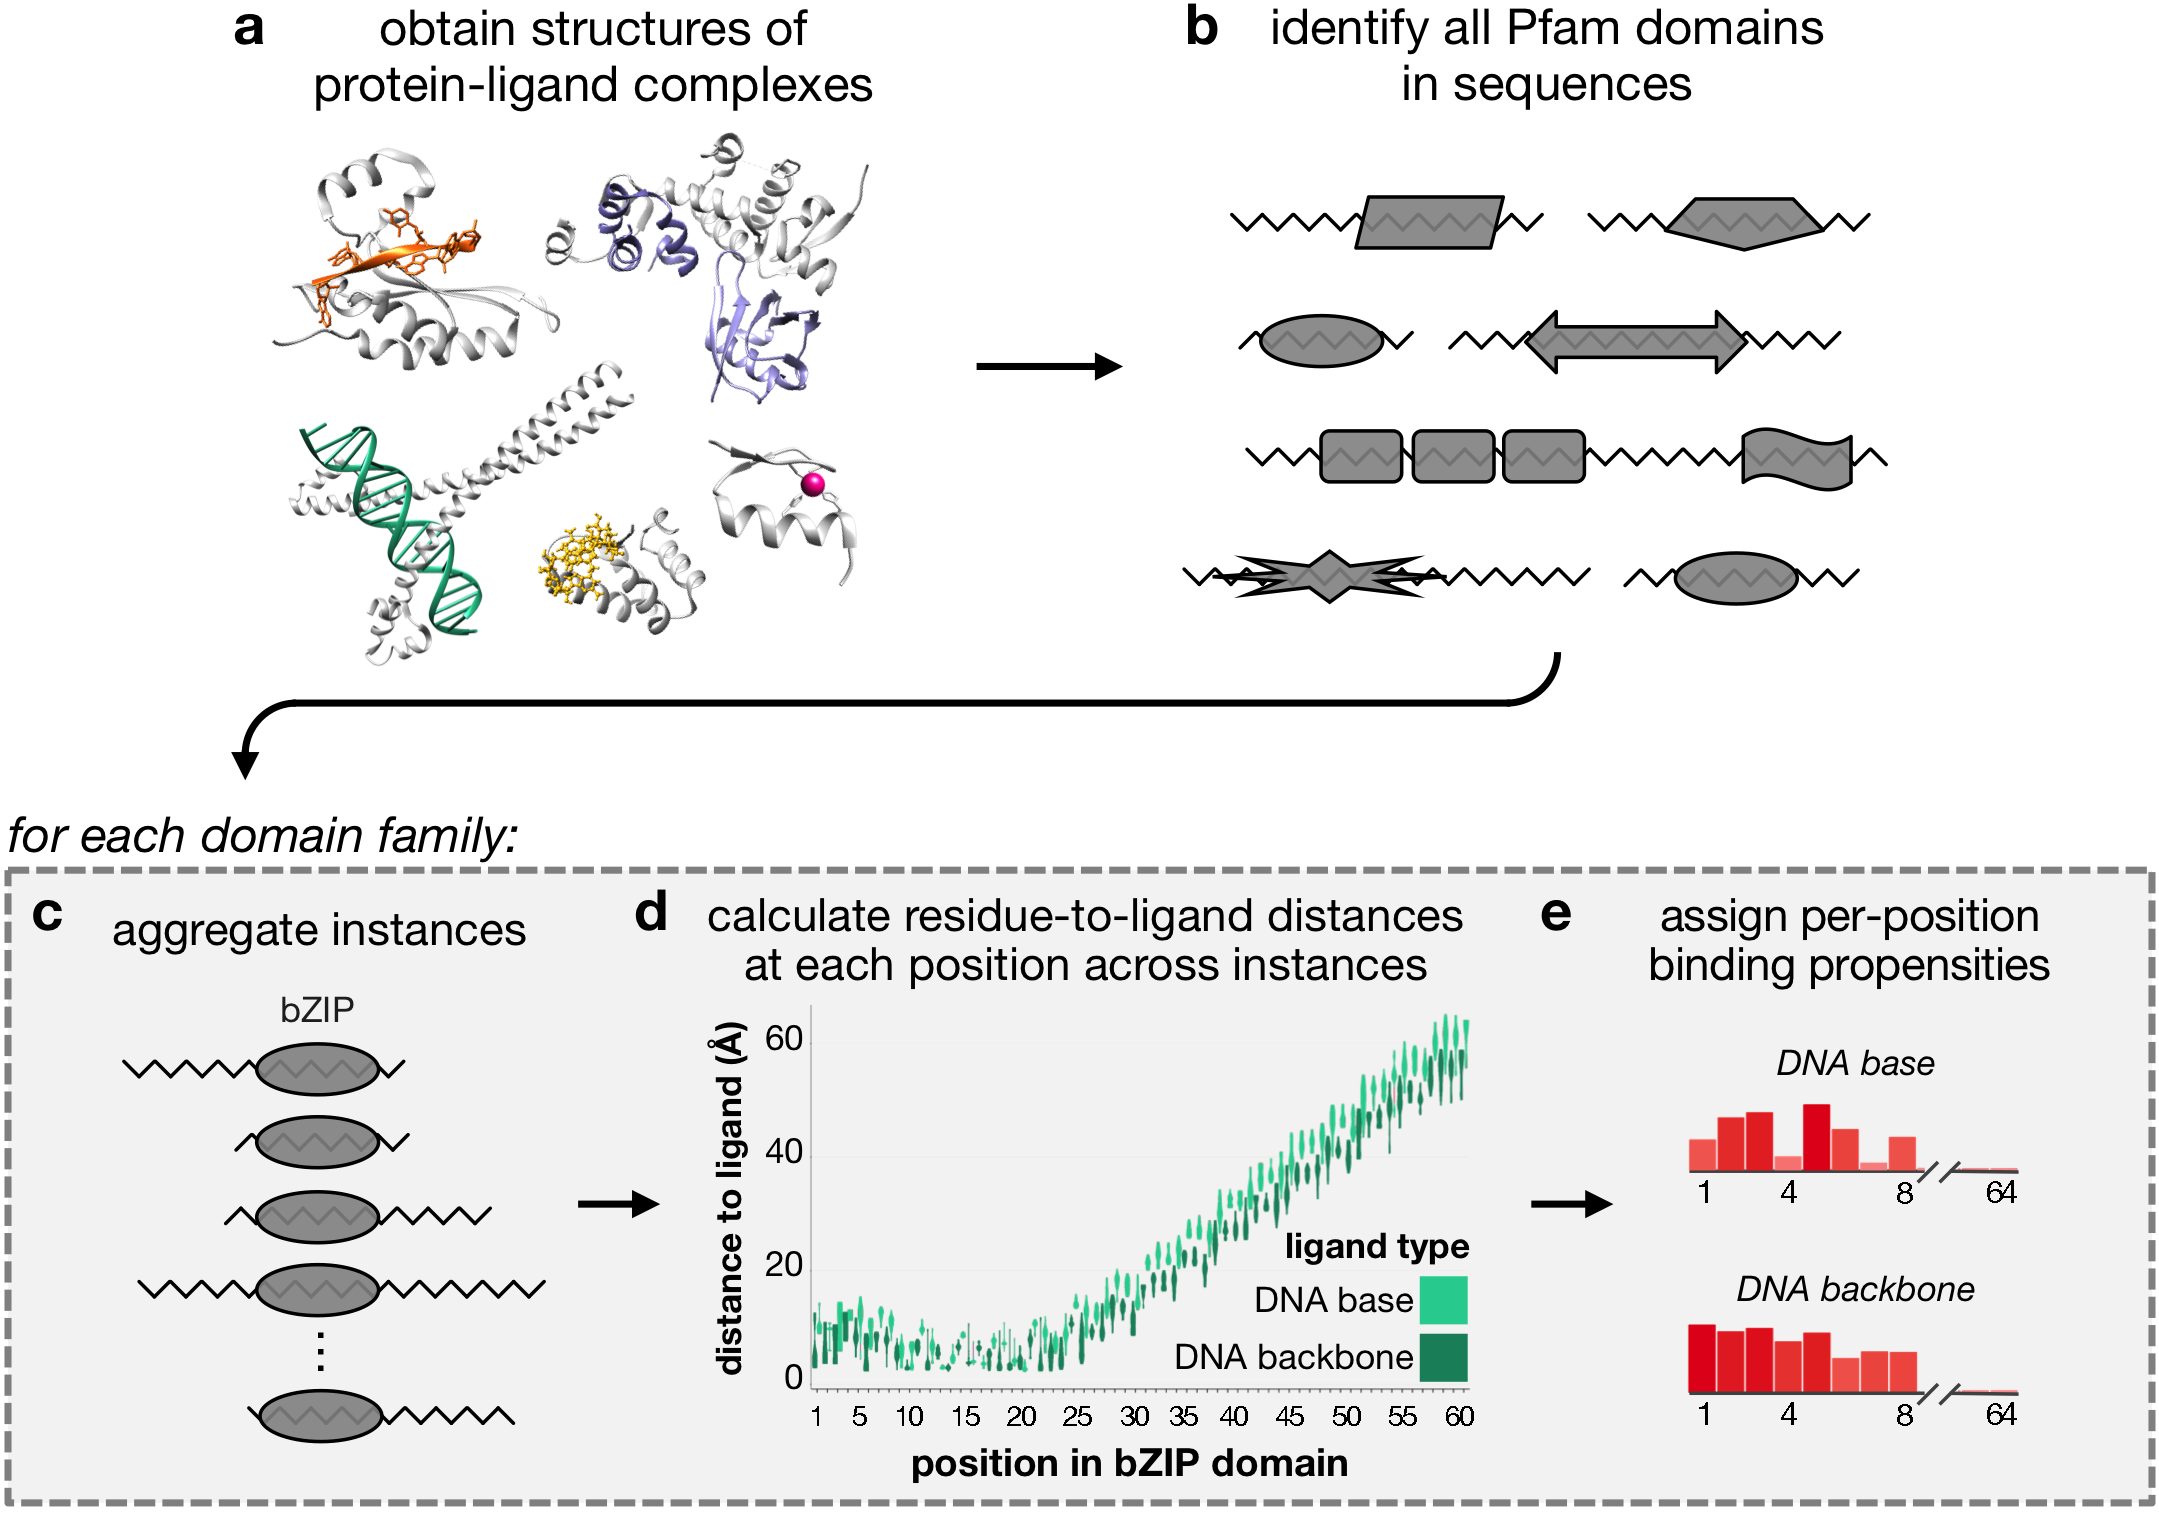 a
obtain structures of
protein-ligand complexes
b
identify all Pfam domains
in sequences
for each domain family:
c
aggregate instances
bZIP
d
calculate residue-to-ligand distances
at each position across instances
distance to ligand (Å)
60
40
20
0
ligand type
DNA base
DNA backbone
1 5 10 15 20 25 30 35 40 45 50 55 60
position in bZIP domain
e
assign per-position
binding propensities
DNA base
1 4 8 64
DNA backbone
1 4 8 64